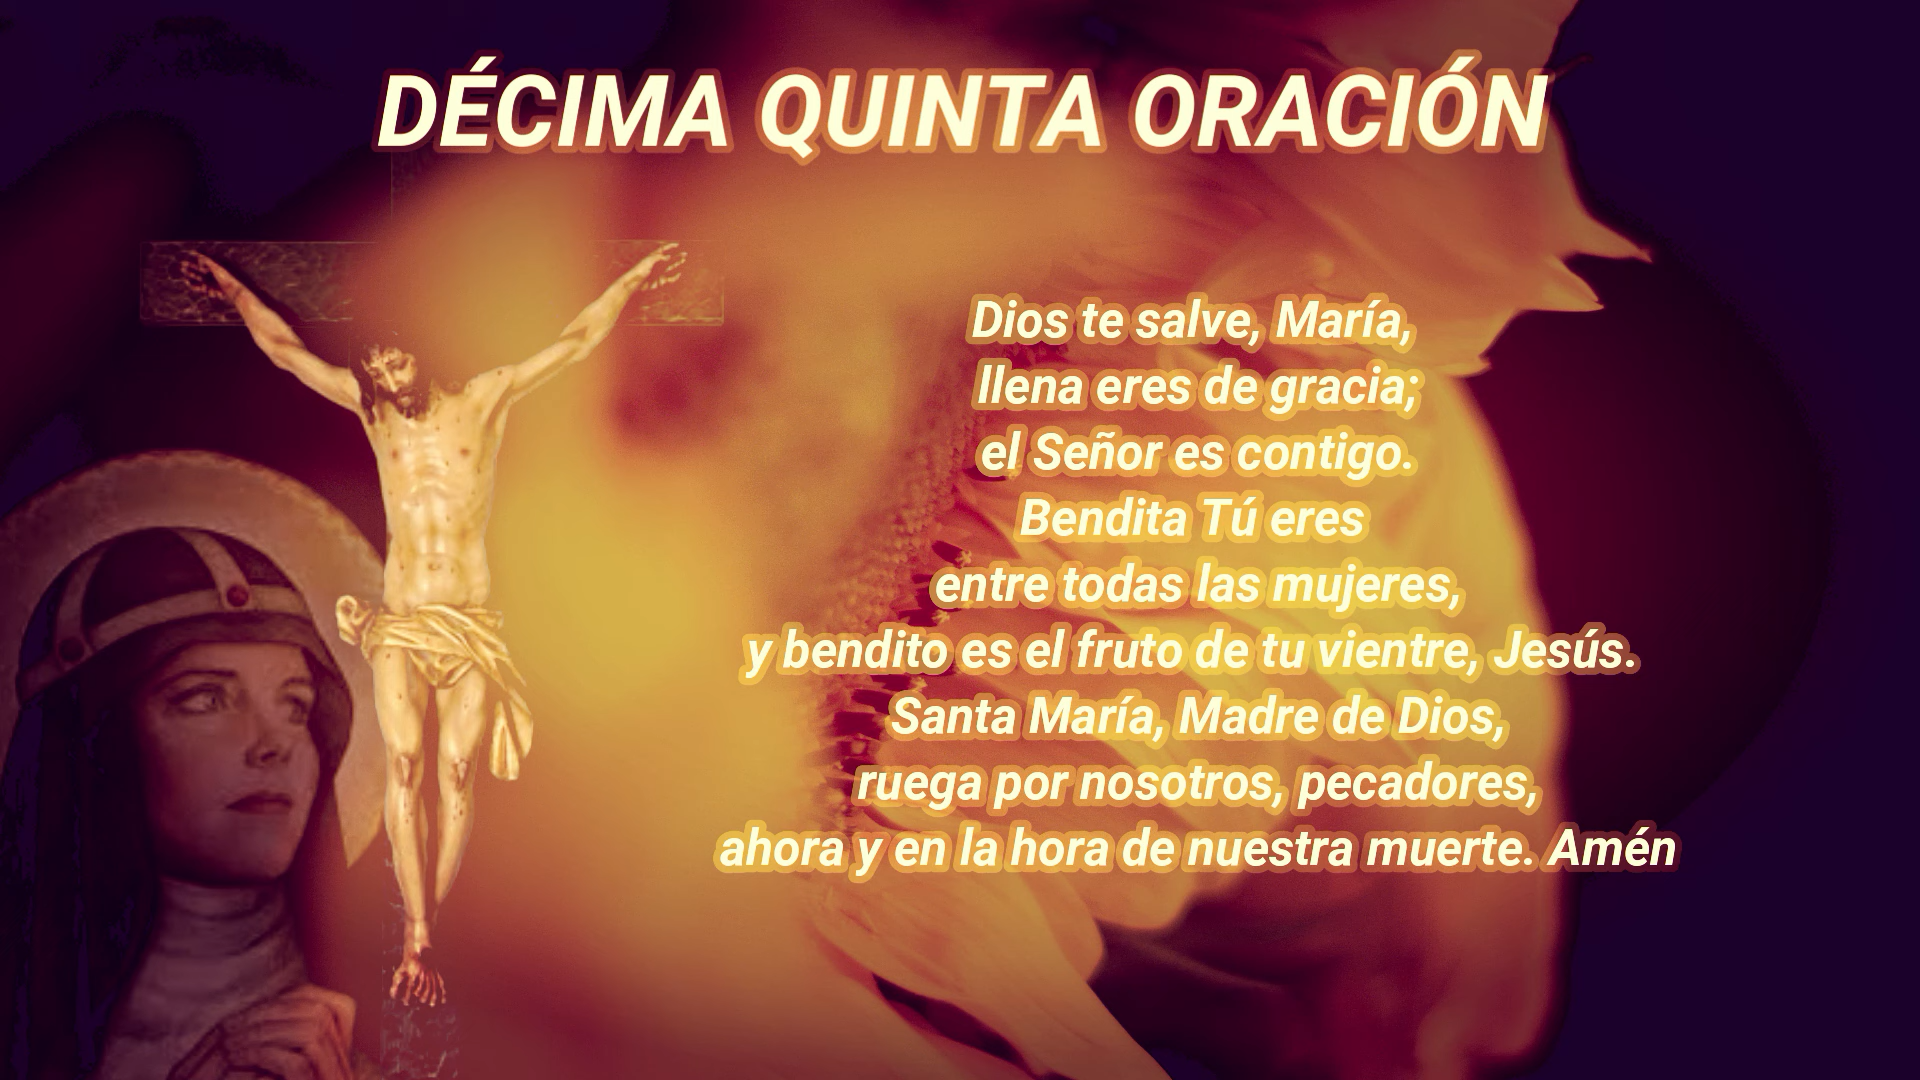 DÉCIMA QUINTA ORACIÓN
Dios te salve, María,
llena eres de gracia;
el Señor es contigo.
Bendita Tú eres
entre todas las mujeres,
y bendito es el fruto de tu vientre, Jesús.
Santa María, Madre de Dios,
ruega por nosotros, pecadores,
ahora y en la hora de nuestra muerte. Amén